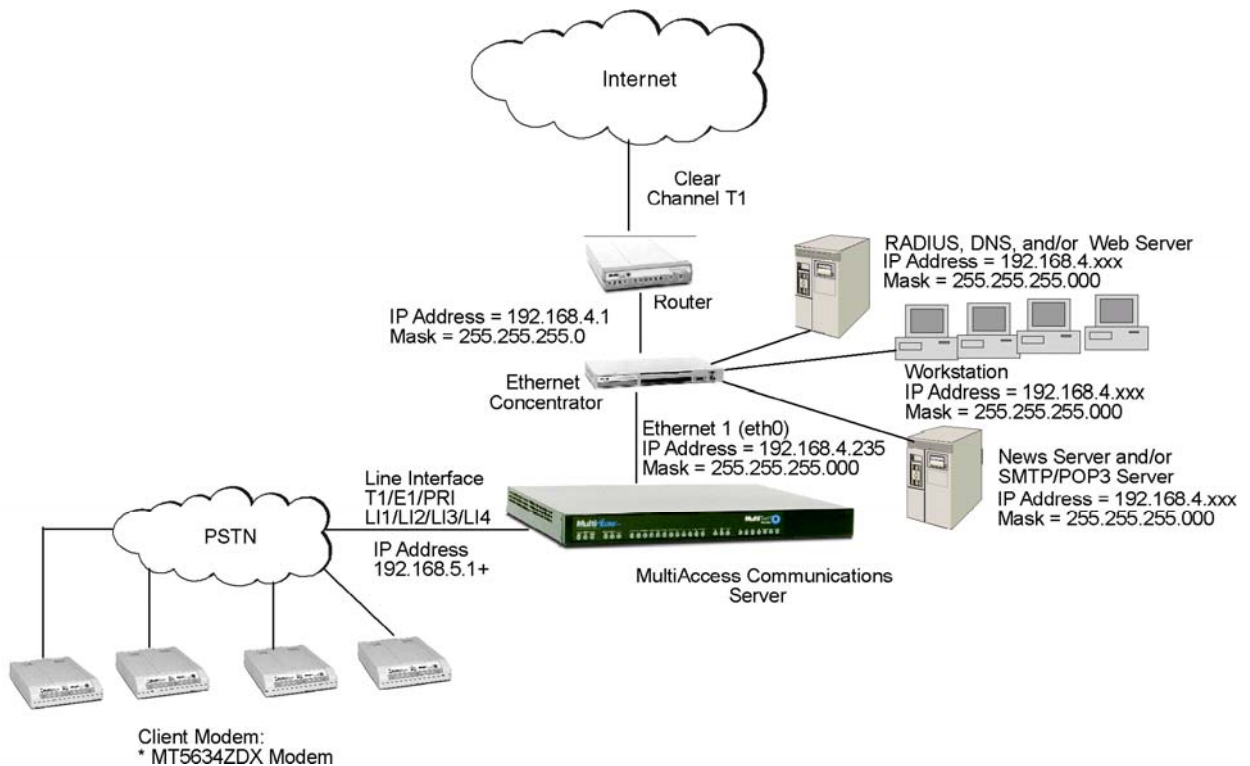 Internet
Clear
Channel T1
Router
IP Address = 192.168.4.1
Mask = 255.255.255.0
RADIUS, DNS, and/or Web Server
IP Address = 192.168.4.xxx
Mask = 255.255.255.000
Ethernet
Concentrator
Workstation
IP Address = 192.168.4.xxx
Mask = 255.255.255.000
Ethernet 1 (eth0)
IP Address = 192.168.4.235
Mask = 255.255.255.000
News Server and/or
SMTP/POP3 Server
IP Address = 192.168.4.xxx
Mask = 255.255.255.000
Line Interface
T1/E1/PRI
LI1/LI2/LI3/LI4
PSTN
IP Address
192.168.5.1+
MultiAccess Communications
Server
Client Modem:
* MT5634ZDX Modem